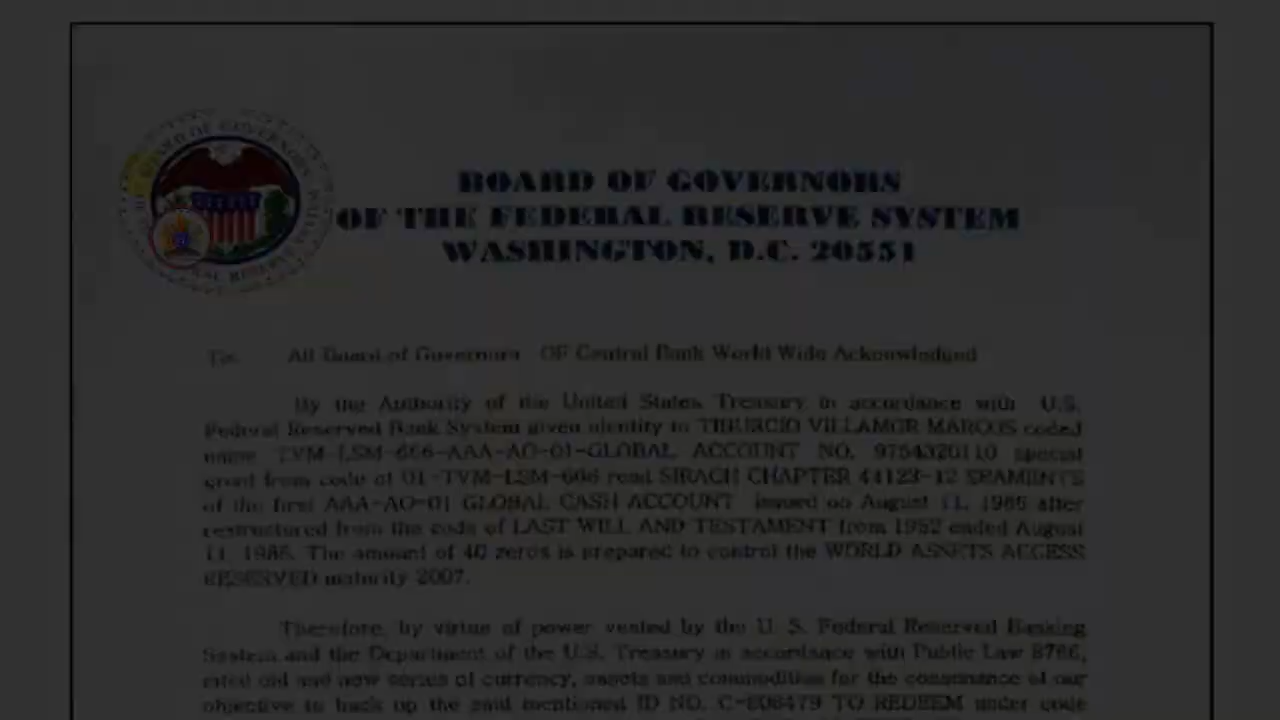 BOARD OF GOVERNORS
OF THE FEDERAL RESERVE SYSTEM
WASHINGTON, D.C. 20551
To: All Board of Governors OF Central Bank World Wide Acknowledged
By the Authority of the United States Treasury in accordance with U.S.
Federal Reserved Bank System given identity to TIBURCIO VILLAMOR MARCOS coded
name TVM-LSM-666-AAA-AO-01-GLOBAL ACCOUNT NO. 9754320110 special
grant from code of 01-TVM-LSM-666 read SIRACH CHAPTER 44123-12
of the first AAA-AO-01 GLOBAL CASH ACCOUNT issued on August 11, 1986 after
restructured from the code of LAST WILL AND TESTAMENT from 1952 ended August
11, 1986. The amount of 40 zeros is prepared to control the WORLD ASSETS ACCESS
RESERVED maturity 2007.
Therefore, by virtue of power vested by the U. S. Federal Reserved Banking
System and the Department of the U.S. Treasury in accordance with Public Law
old and new series of currency, assets and commodities for the of our
objective to back up the said mentioned ID NO. TO REDEEM under code